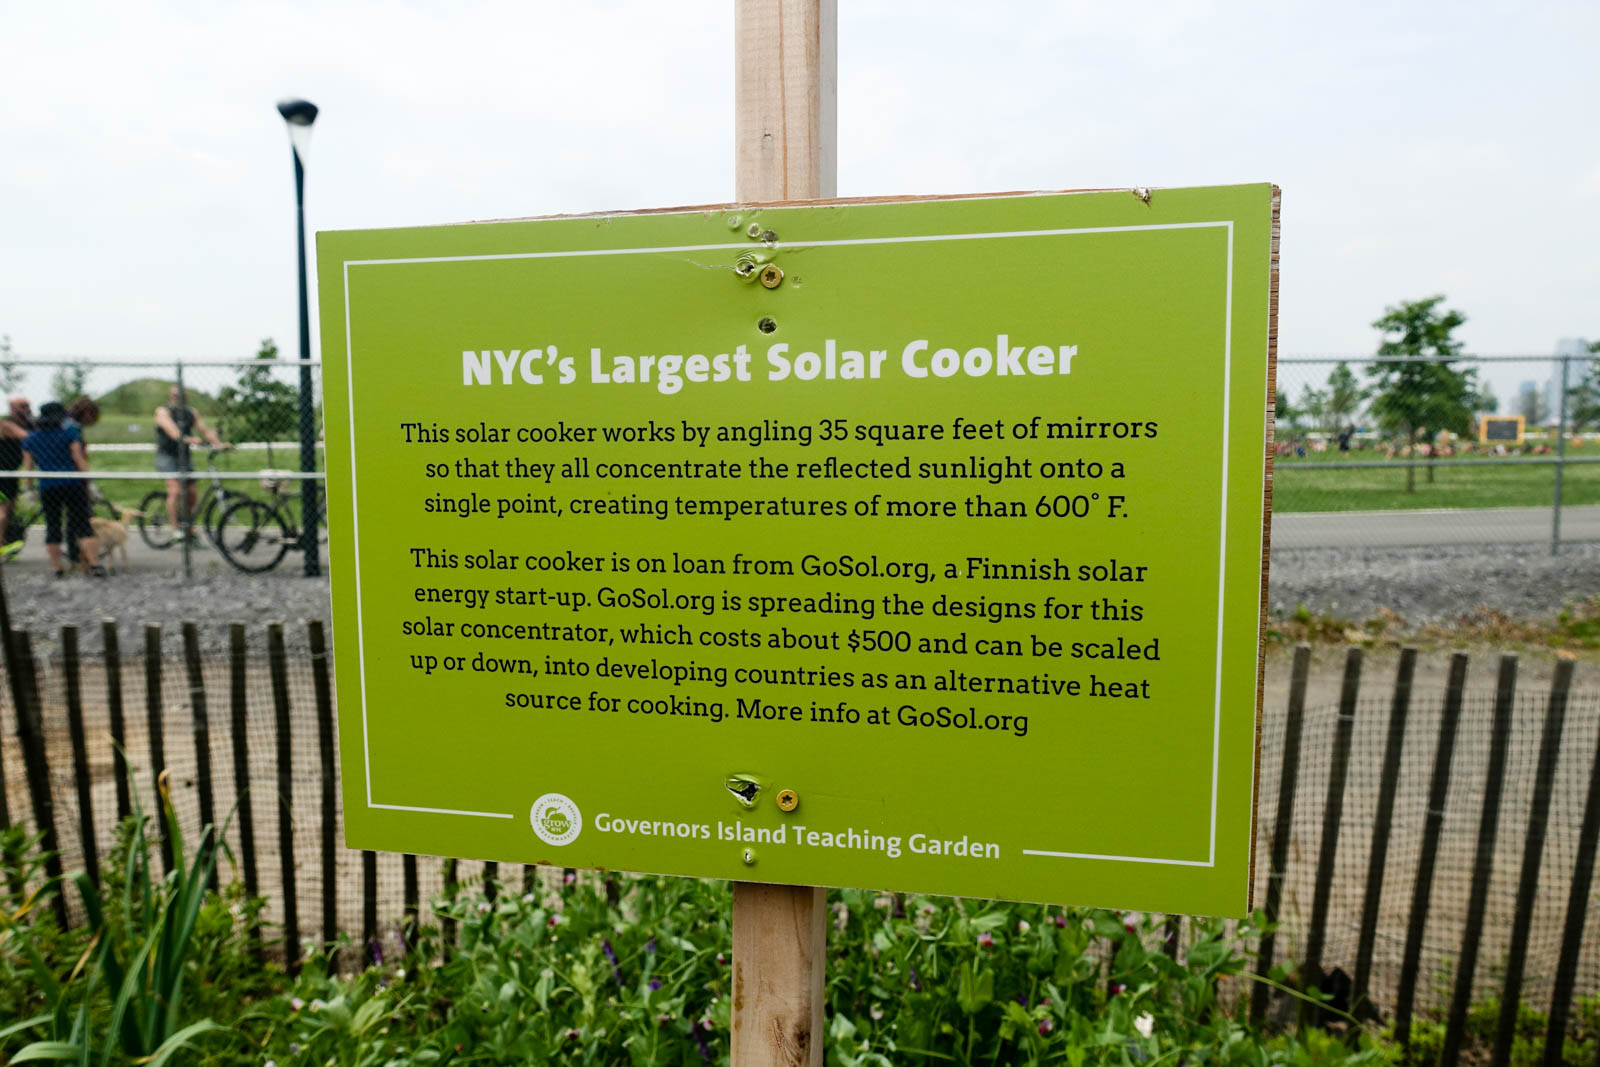 NYC's Largest Solar Cooker
This solar cooker works by angling 35 square feet of mirrors
so that they all concentrate the reflected sunlight onto a
single point, creating temperatures of more than 600° F.
This solar cooker is on loan from GoSol.org, a Finnish solar
energy start-up. GoSol.org is spreading the designs for this
solar concentrator, which costs about $500 and can be scaled
up or down, into developing countries as an alternative heat
source for cooking. More info at GoSol.org
grow
NYC
Governors Island Teaching Garden